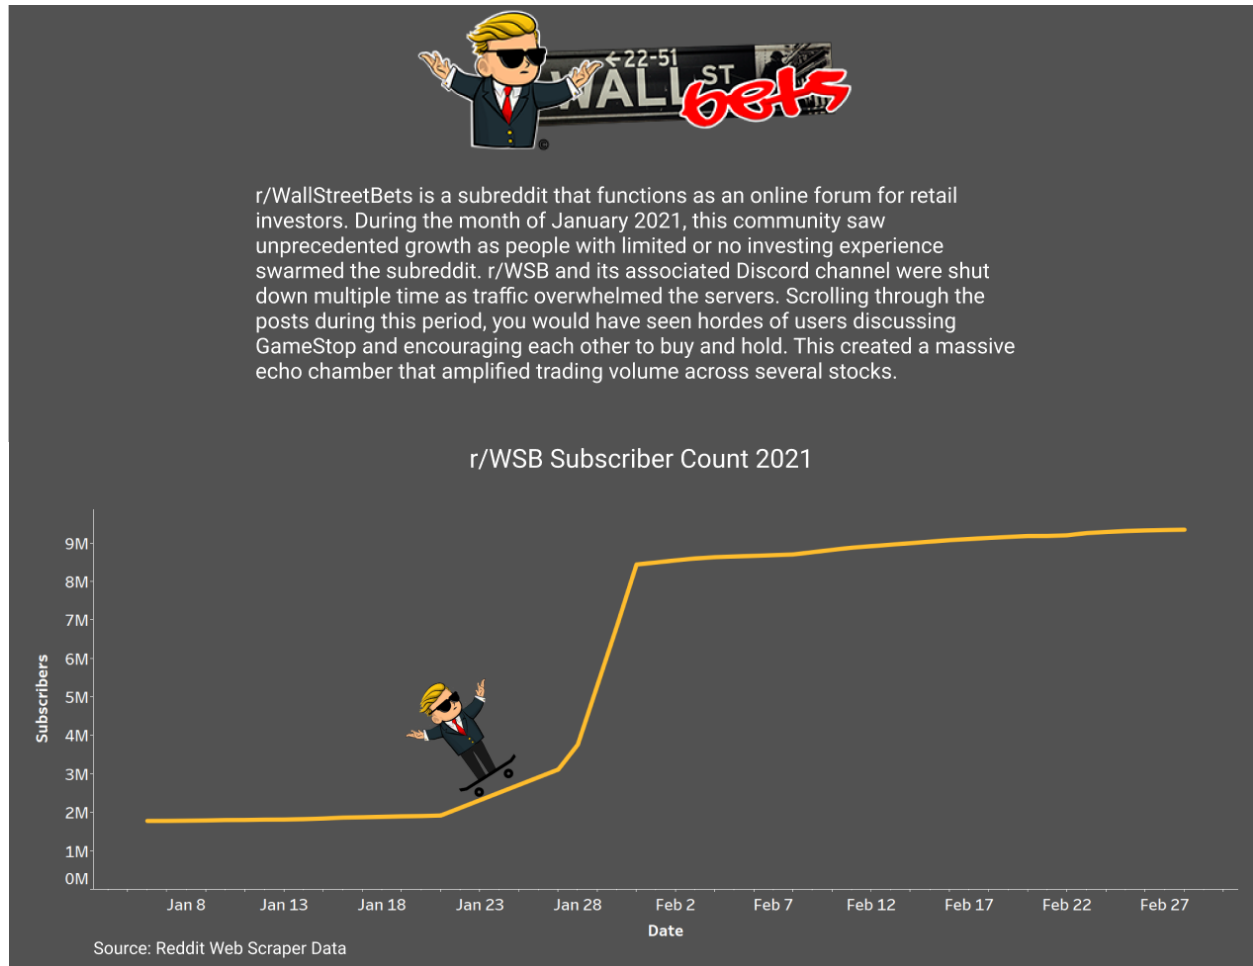 ←22-51
WALL ST
bets
©
r/WallStreetBets is a subreddit that functions as an online forum for retail
investors. During the month of January 2021, this community saw
unprecedented growth as people with limited or no investing experience
swarmed the subreddit. r/WSB and its associated Discord channel were shut
down multiple time as traffic overwhelmed the servers. Scrolling through the
posts during this period, you would have seen hordes of users discussing
GameStop and encouraging each other to buy and hold. This created a massive
echo chamber that amplified trading volume across several stocks.
r/WSB Subscriber Count 2021
Subscribers
9M
8M
7M
6M
5M
4M
3M
2M
1M
0M
Jan 8 Jan 13 Jan 18 Jan 23 Jan 28 Feb 2 Feb 7 Feb 12 Feb 17 Feb 22 Feb 27
Date
Source: Reddit Web Scraper Data